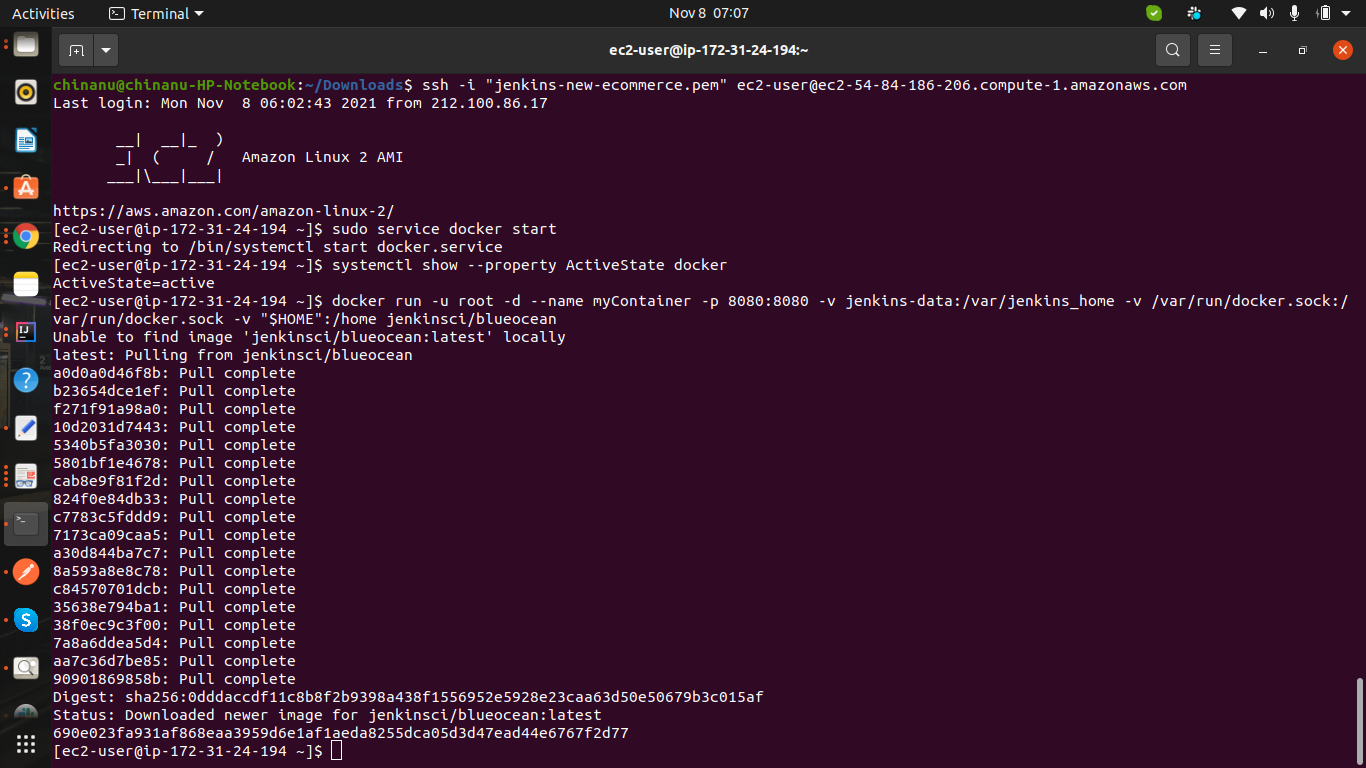 Activities
Terminal
Nov 8 07:07
ec2-user@ip-172-31-24-194:~
chinanu@chinanu-HP-Notebook:~/Downloads$ ssh -i "jenkins-new-ecommerce.pem" ec2-user@ec2-54-84-186-206.compute-1.amazonaws.com
Last login: Mon Nov  8 06:02:43 2021 from 212.100.86.17
       __|  __|_  )
       _|  (     /   Amazon Linux 2 AMI
      ___|\___|___|
https://aws.amazon.com/amazon-linux-2/
[ec2-user@ip-172-31-24-194 ~]$ sudo service docker start
Redirecting to /bin/systemctl start docker.service
[ec2-user@ip-172-31-24-194 ~]$ systemctl show --property ActiveState docker
ActiveState=active
[ec2-user@ip-172-31-24-194 ~]$ docker run -u root -d --name myContainer -p 8080:8080 -v jenkins-data:/var/jenkins_home -v /var/run/docker.sock:/
var/run/docker.sock -v "$HOME":/home jenkinsci/blueocean
Unable to find image 'jenkinsci/blueocean:latest' locally
latest: Pulling from jenkinsci/blueocean
a0d0a0d46f8b: Pull complete
b23654dce1ef: Pull complete
f271f91a98a0: Pull complete
10d2031d7443: Pull complete
5340b5fa3030: Pull complete
5801bf1e4678: Pull complete
cab8e9f81f2d: Pull complete
824f0e84db33: Pull complete
c7783c5fddd9: Pull complete
7173ca09caa5: Pull complete
a30d844ba7c7: Pull complete
8a593a8e8c78: Pull complete
c84570701dcb: Pull complete
35638e794ba1: Pull complete
38f0ec9c3f00: Pull complete
7a8a6ddea5d4: Pull complete
aa7c36d7be85: Pull complete
90901869858b: Pull complete
Digest: sha256:0dddaccdf11c8b8f2b9398a438f1556952e5928e23caa63d50e50679b3c015af
Status: Downloaded newer image for jenkinsci/blueocean:latest
690e023fa931af868eaa3959d6e1af1aeda8255dca05d3d47ead44e6767f2d77
[ec2-user@ip-172-31-24-194 ~]$